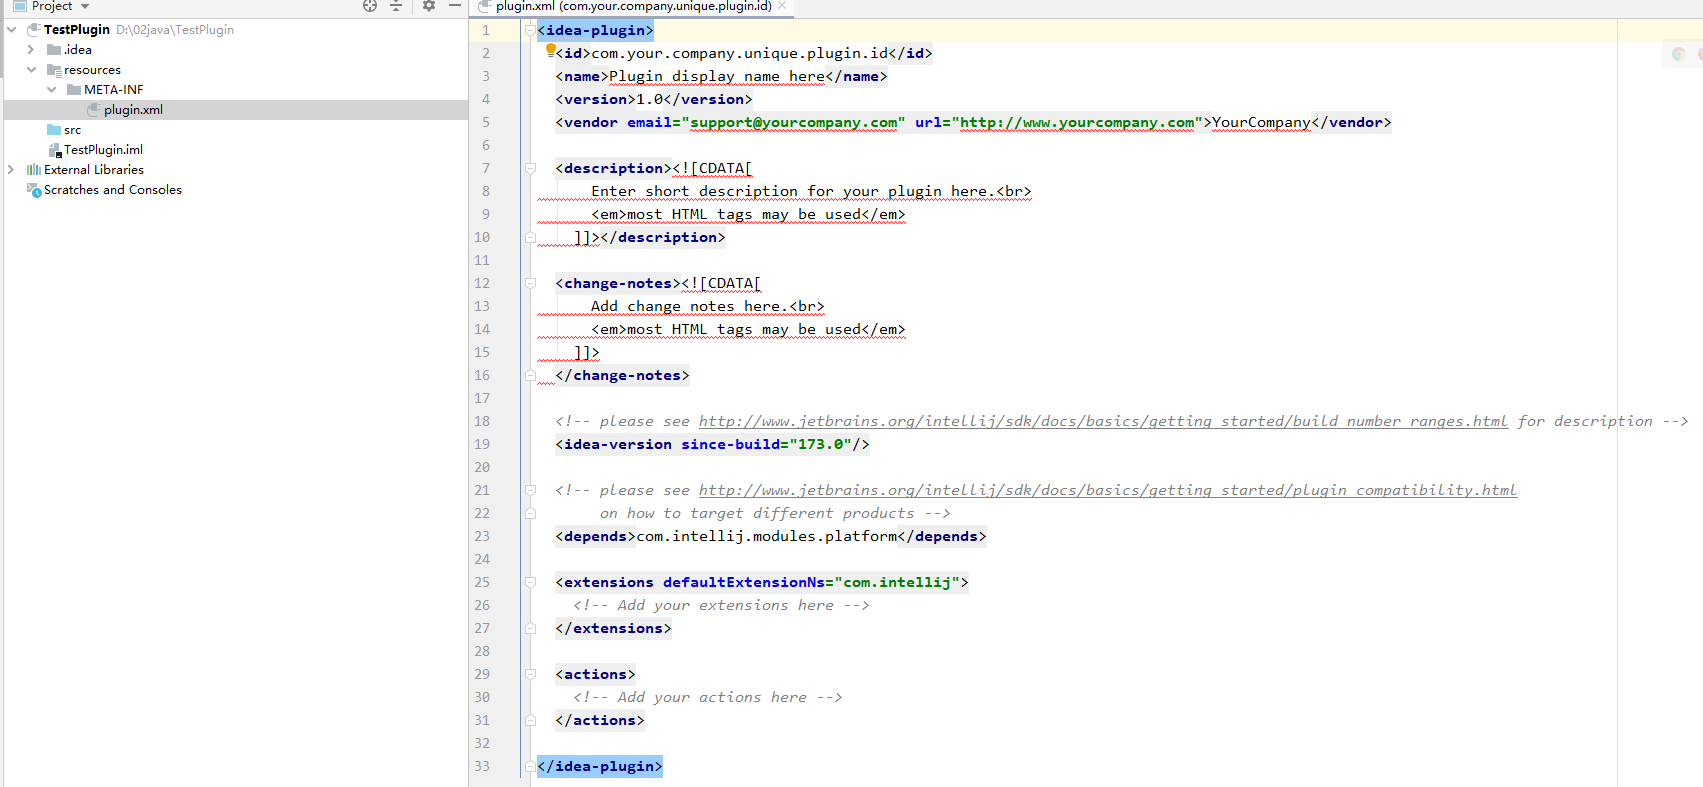 Project
plugin.xml (com.your.company.unique.plugin.id)
TestPlugin D:\02java\TestPlugin
.idea
resources
META-INF
plugin.xml
src
TestPlugin.iml
External Libraries
Scratches and Consoles
1 <idea-plugin>
2 <id>com.your.company.unique.plugin.id</id>
3 <name>Plugin display name here</name>
4 <version>1.0</version>
5 <vendor email="support@yourcompany.com" url="http://www.yourcompany.com">YourCompany</vendor>
6
7 <description><![CDATA[
8 Enter short description for your plugin here.<br>
9 <em>most HTML tags may be used</em>
10 ]]></description>
11
12 <change-notes><![CDATA[
13 Add change notes here.<br>
14 <em>most HTML tags may be used</em>
15 ]]>
16 </change-notes>
17
18 <!-- please see http://www.jetbrains.org/intellij/sdk/docs/basics/getting_started/build_number_ranges.html for description -->
19 <idea-version since-build="173.0"/>
20
21 <!-- please see http://www.jetbrains.org/intellij/sdk/docs/basics/getting_started/plugin_compatibility.html
22 on how to target different products -->
23 <depends>com.intellij.modules.platform</depends>
24
25 <extensions defaultExtensionNs="com.intellij">
26 <!-- Add your extensions here -->
27 </extensions>
28
29 <actions>
30 <!-- Add your actions here -->
31 </actions>
32
33 </idea-plugin>